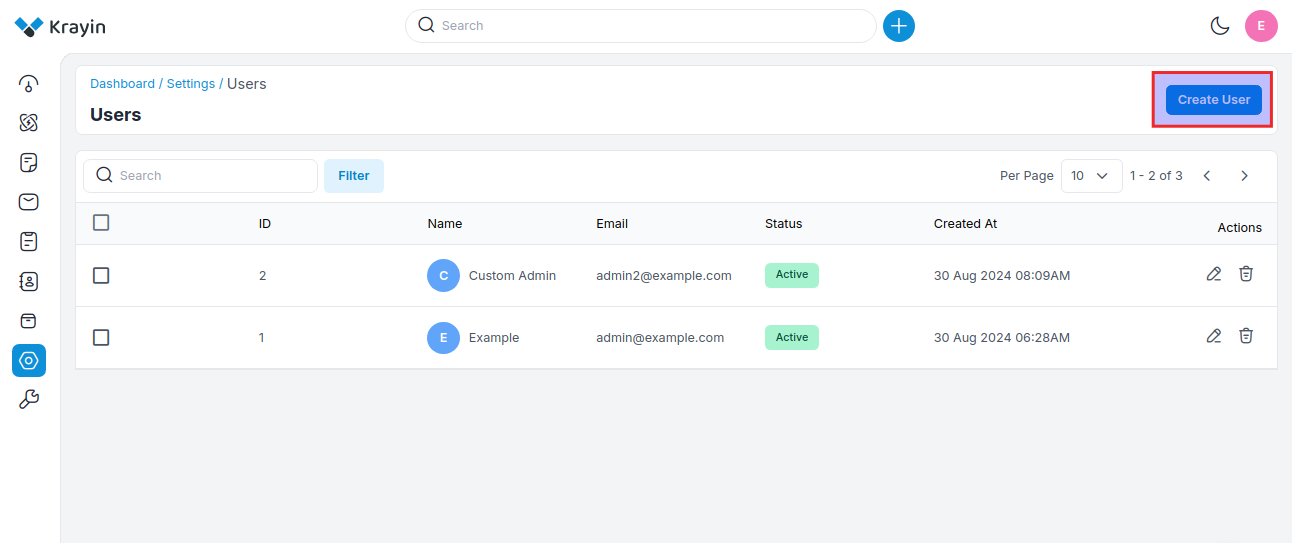 Krayin
Search
E
Dashboard / Settings / Users
Users
Create User
Search
Filter
Per Page 10 1 - 2 of 3
ID Name Email Status Created At Actions
2 C Custom Admin admin2@example.com Active 30 Aug 2024 08:09AM
1 E Example admin@example.com Active 30 Aug 2024 06:28AM